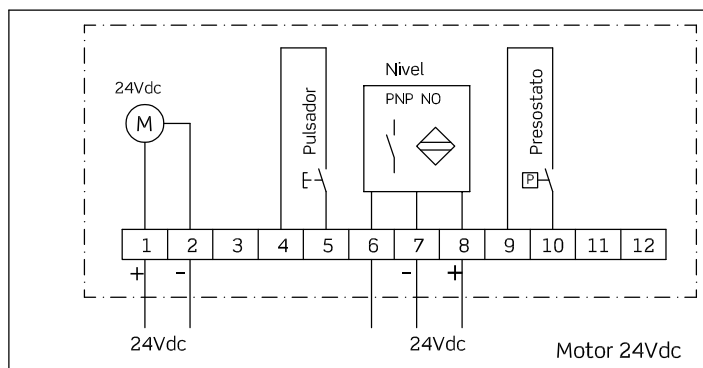 Nivel
24Vdc
PNP NO
M
Pulsador
Presostato
P
1 2 3 4 5 6 7 8 9 10 11 12
+ - - +
24Vdc 24Vdc
Motor 24Vdc